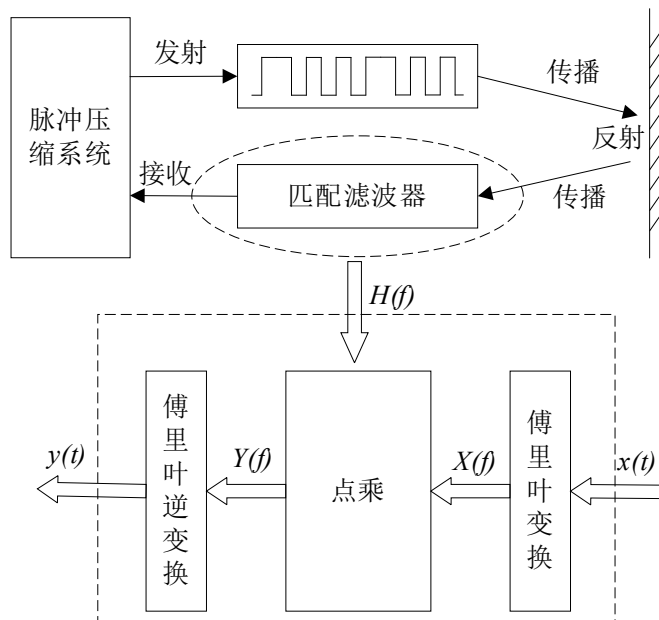 发射
传播
脉冲压
缩系统
反射
接收
匹配滤波器
传播
H(f)
傅里叶逆变换
点乘
傅里叶变换
y(t)
Y(f)
X(f)
x(t)